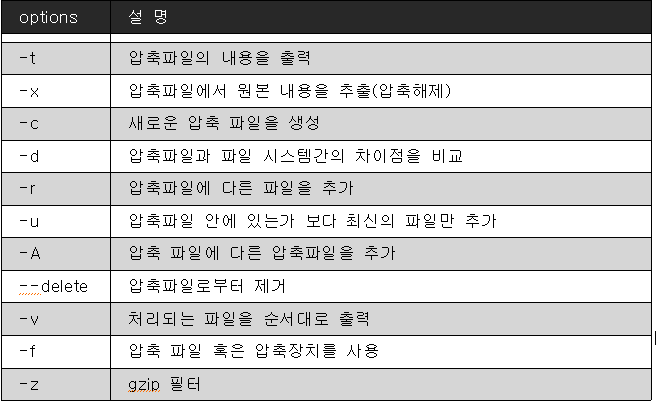 options 설 명
-t 압축파일의 내용을 출력
-x 압축파일에서 원본 내용을 추출(압축해제)
-c 새로운 압축 파일을 생성
-d 압축파일과 파일 시스템간의 차이점을 비교
-r 압축파일에 다른 파일을 추가
-u 압축파일 안에 있는가 보다 최신의 파일만 추가
-A 압축 파일에 다른 압축파일을 추가
--delete 압축파일로부터 제거
-v 처리되는 파일을 순서대로 출력
-f 압축 파일 혹은 압축장치를 사용
-z gzip 필터